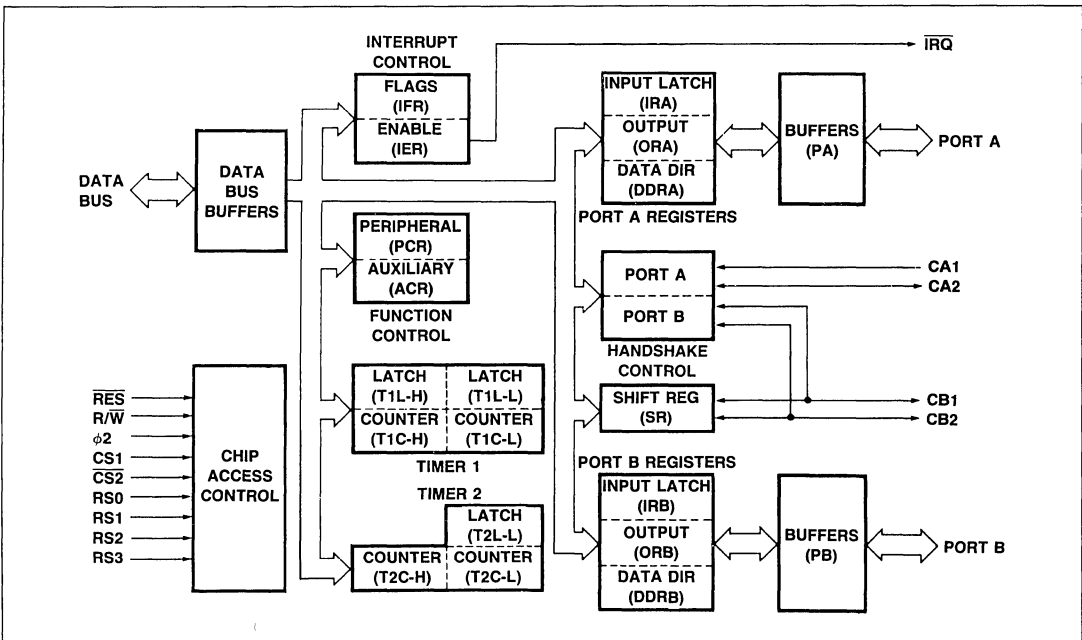 INTERRUPT
CONTROL
FLAGS
(IFR)
ENABLE
(IER)
IRQ
INPUT LATCH
(IRA)
OUTPUT
(ORA)
DATA DIR
(DDRA)
PORT A REGISTERS
BUFFERS
(PA)
PORT A
DATA
BUS
DATA
BUS
BUFFERS
PERIPHERAL
(PCR)
AUXILIARY
(ACR)
FUNCTION
CONTROL
PORT A
PORT B
HANDSHAKE
CONTROL
CA1
CA2
SHIFT REG
(SR)
CB1
CB2
RES
R/W
ϕ2
CS1
CS2
RS0
RS1
RS2
RS3
CHIP
ACCESS
CONTROL
LATCH
(T1L-H)
LATCH
(T1L-L)
COUNTER
(T1C-H)
COUNTER
(T1C-L)
TIMER 1
TIMER 2
LATCH
(T2L-L)
COUNTER
(T2C-H)
COUNTER
(T2C-L)
PORT B REGISTERS
INPUT LATCH
(IRB)
OUTPUT
(ORB)
DATA DIR
(DDRB)
BUFFERS
(PB)
PORT B